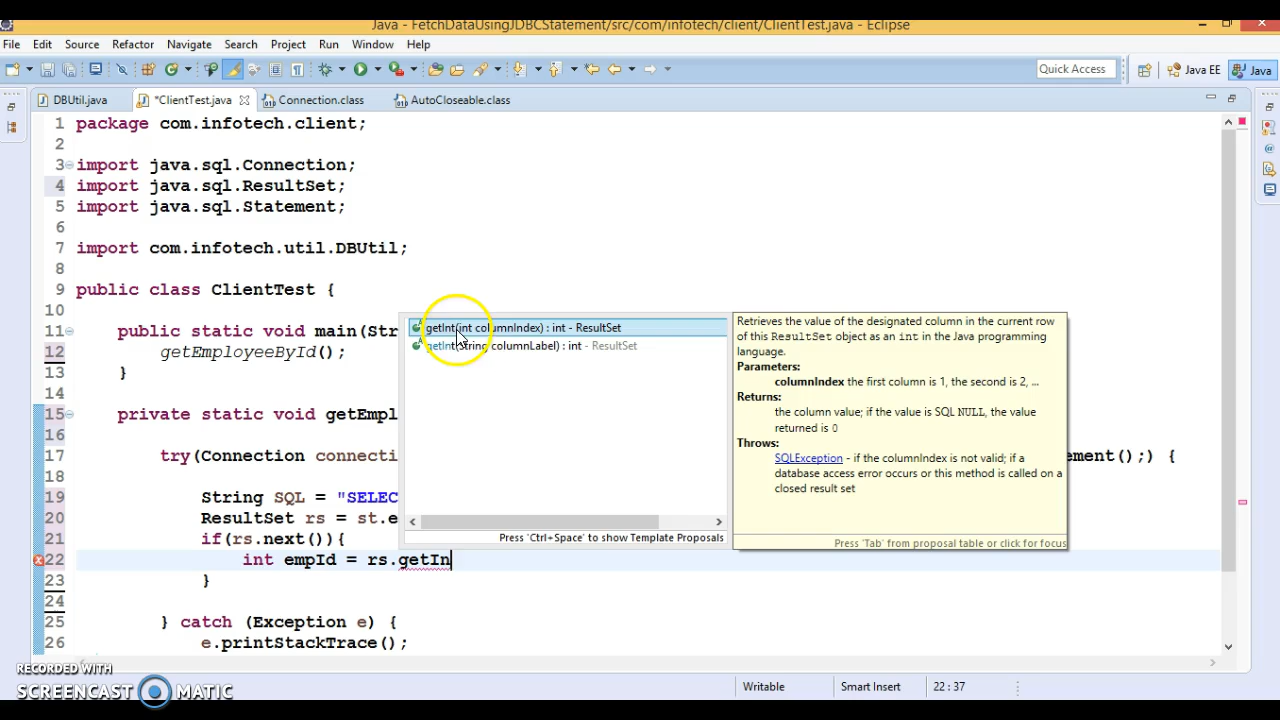 Java - FetchDataUsingJDBCStatement/src/com/infotech/client/ClientTest.java - Eclipse
File Edit Source Refactor Navigate Search Project Run Window Help
Quick Access Java EE Java
DBUtil.java *ClientTest.java Connection.class AutoCloseable.class
1 package com.infotech.client;
2
3 import java.sql.Connection;
4 import java.sql.ResultSet;
5 import java.sql.Statement;
6
7 import com.infotech.util.DBUtil;
8
9 public class ClientTest {
10
11 public static void main(Str
12 getEmployeeById();
13 }
14
15 private static void getEmpl
16
17 try(Connection connecti ement();) {
18
19 String SQL = "SELEC
20 ResultSet rs = st.e
21 if(rs.next()){
22 int empId = rs.getIn
23 }
24
25 } catch (Exception e) {
26 e.printStackTrace();
getInt(int columnIndex) : int - ResultSet
getInt(String columnLabel) : int - ResultSet
Press 'Ctrl+Space' to show Template Proposals
Retrieves the value of the designated column in the current row
of this ResultSet object as an int in the Java programming
language.
Parameters:
columnIndex the first column is 1, the second is 2, ...
Returns:
the column value; if the value is SQL NULL, the value
returned is 0
Throws:
SQLException - if the columnIndex is not valid; if a
database access error occurs or this method is called on a
closed result set
Press 'Tab' from proposal table or click for focus
Writable Smart Insert 22 : 37
RECORDED WITH
SCREENCAST MATIC